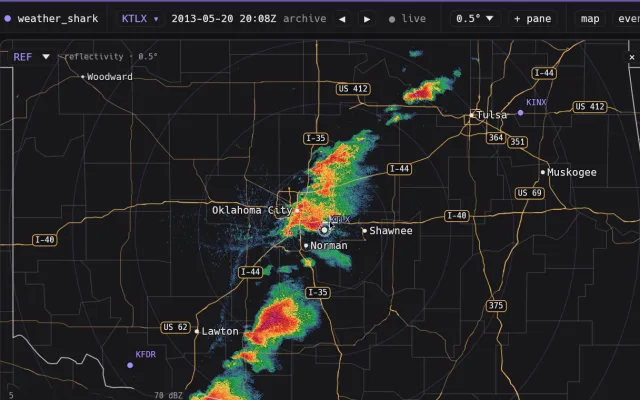 weather_shark KTLX ▾ 2013-05-20 20:08Z archive ◀ ▶ live 0.5° ▼ + pane map
REF ▼ reflectivity · 0.5° ×
Woodward
I-44
US 412
KINX
US 412
Tulsa
I-35
364
351
I-44
Muskogee
US 69
Oklahoma City
I-40
Shawnee
I-40
Norman
I-44
I-35
375
US 62
Lawton
KFDR
5 70 dBZ